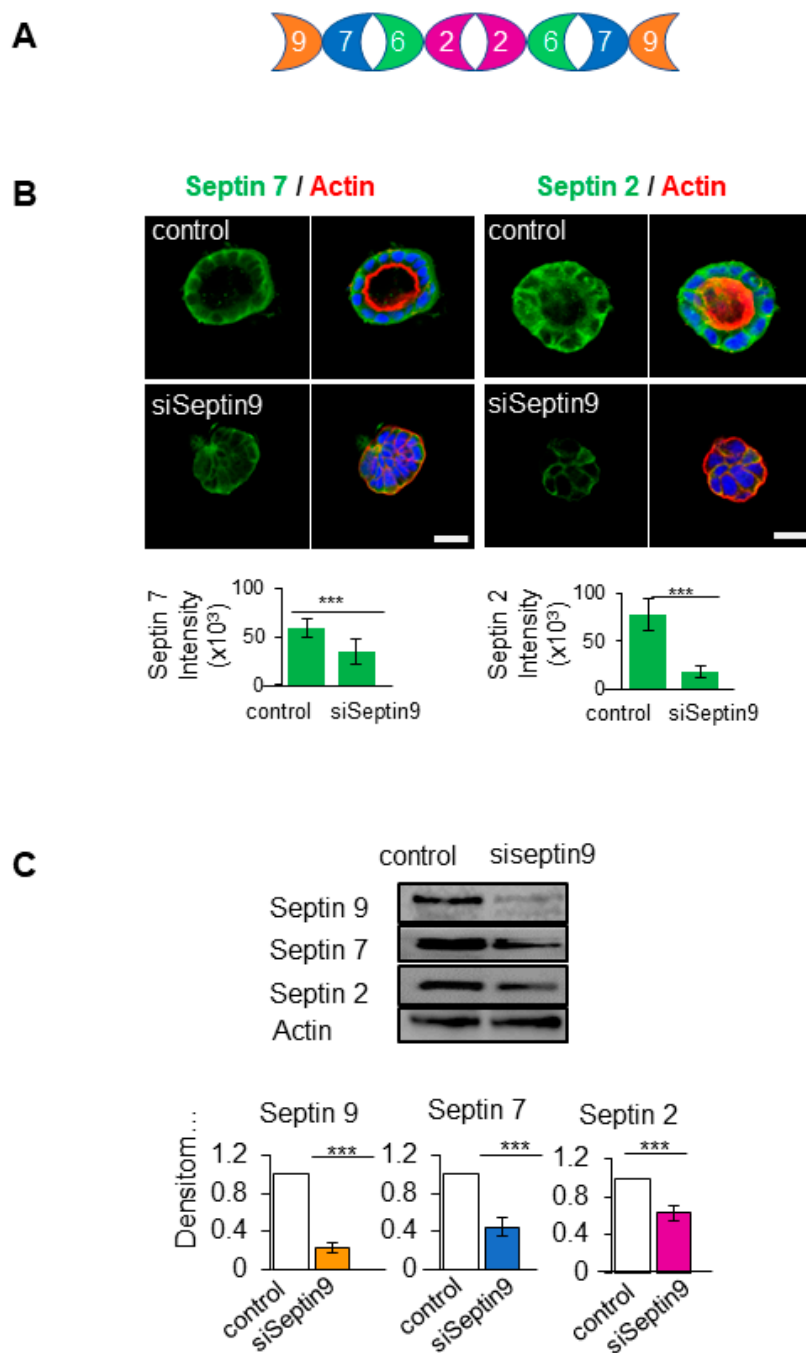 A
9 7 6 2 2 6 7 9
B
Septin 7 / Actin
Septin 2 / Actin
control
control
siSeptin9
siSeptin9
Septin 7
Intensity
(x10³)
100
50
0
***
control
siSeptin9
Septin 2
Intensity
(x10³)
100
50
0
***
control
siSeptin9
C
control siseptin9
Septin 9
Septin 7
Septin 2
Actin
Densitom...
Septin 9
1.2
0.8
0.4
0
***
control
siSeptin9
Septin 7
1.2
0.8
0.4
0
***
control
siSeptin9
Septin 2
1.2
0.8
0.4
0
***
control
siSeptin9